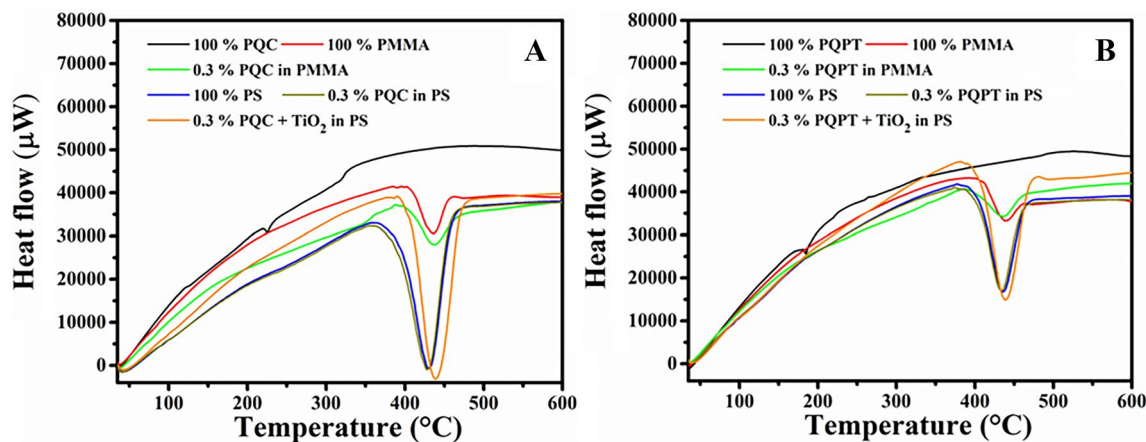 A
100 % PQC 100 % PMMA
0.3 % PQC in PMMA
100 % PS 0.3 % PQC in PS
0.3 % PQC + TiO₂ in PS
80000
70000
60000
50000
40000
30000
20000
10000
0
Heat flow (µW)
100 200 300 400 500 600
Temperature (°C)
B
100 % PQPT 100 % PMMA
0.3 % PQPT in PMMA
100 % PS 0.3 % PQPT in PS
0.3 % PQPT + TiO₂ in PS
80000
70000
60000
50000
40000
30000
20000
10000
0
Heat flow (µW)
100 200 300 400 500 600
Temperature (°C)